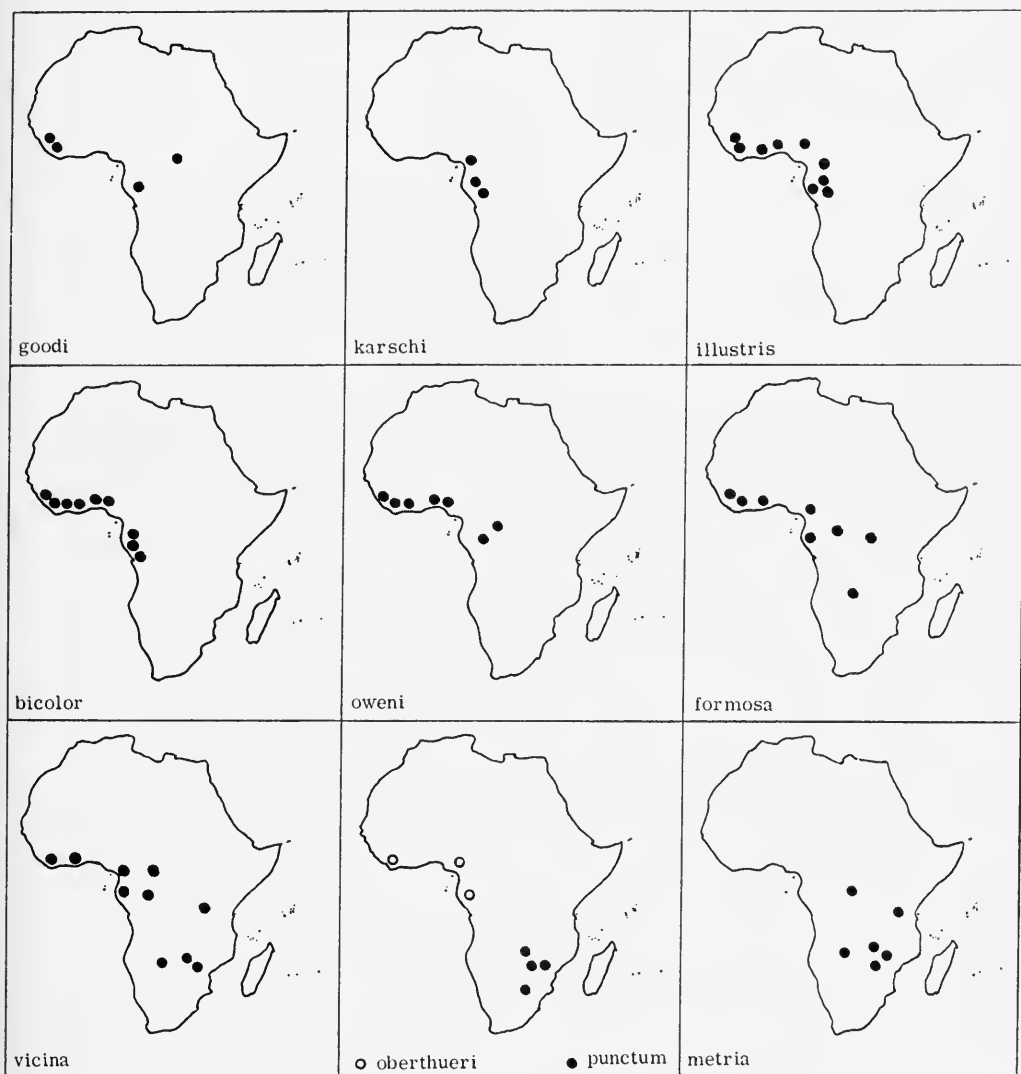 goodi
karschi
illustris
bicolor
oweni
formosa
vicina
oberthueri
punctum
metria